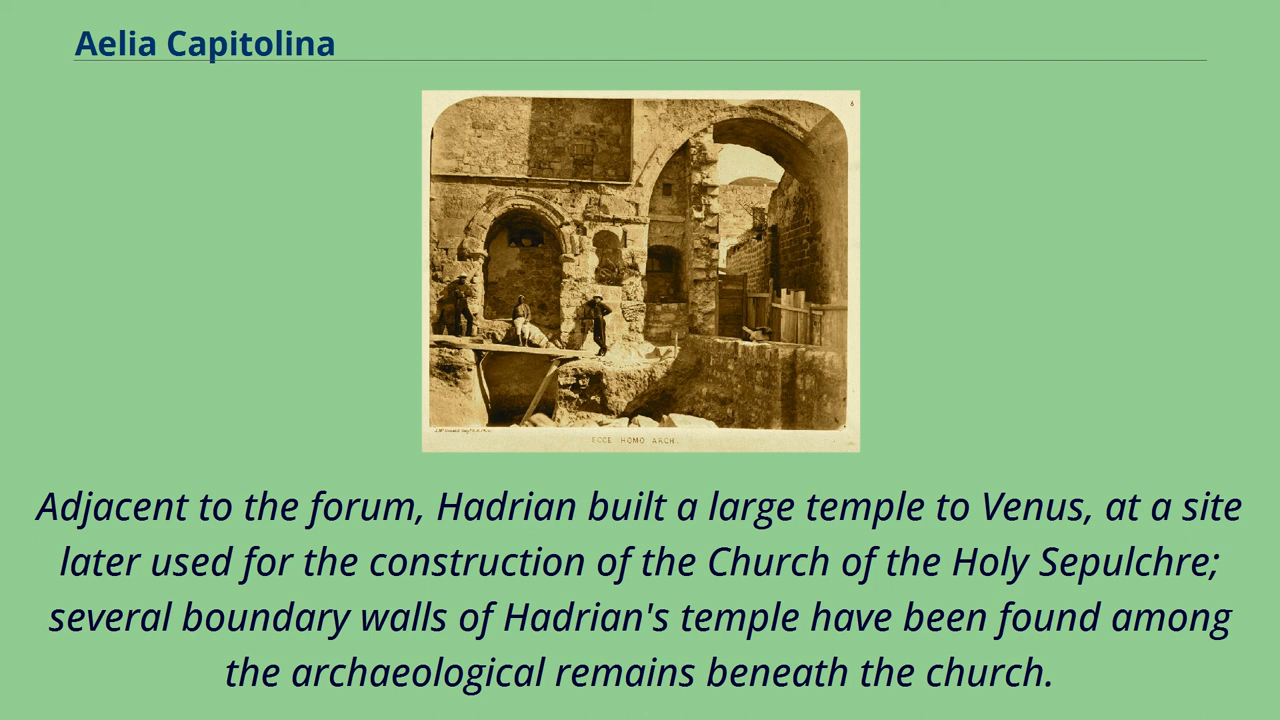 Aelia Capitolina
6
ECCE HOMO ARCH.
Adjacent to the forum, Hadrian built a large temple to Venus, at a site
later used for the construction of the Church of the Holy Sepulchre;
several boundary walls of Hadrian's temple have been found among
the archaeological remains beneath the church.